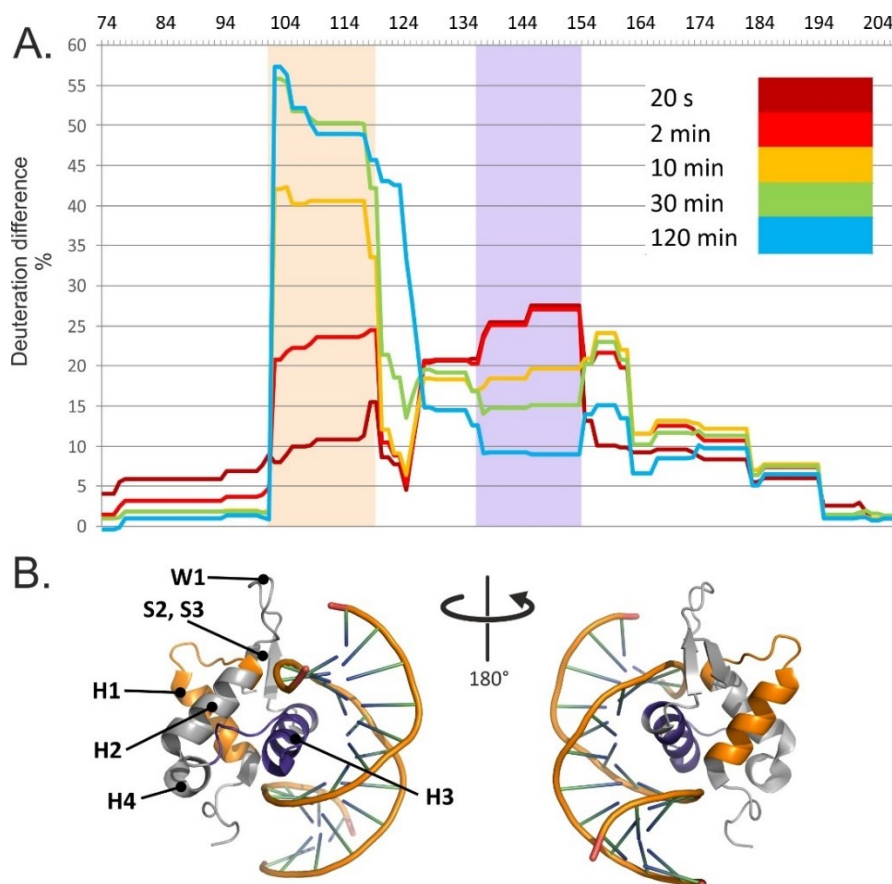 A.
74 84 94 104 114 124 134 144 154 164 174 184 194 204
60
55
50
45
40
35
30
25
20
15
10
5
0
Deuteration difference
%
20 s
2 min
10 min
30 min
120 min
B.
W1
S2, S3
H1
H2
H4
H3
180°